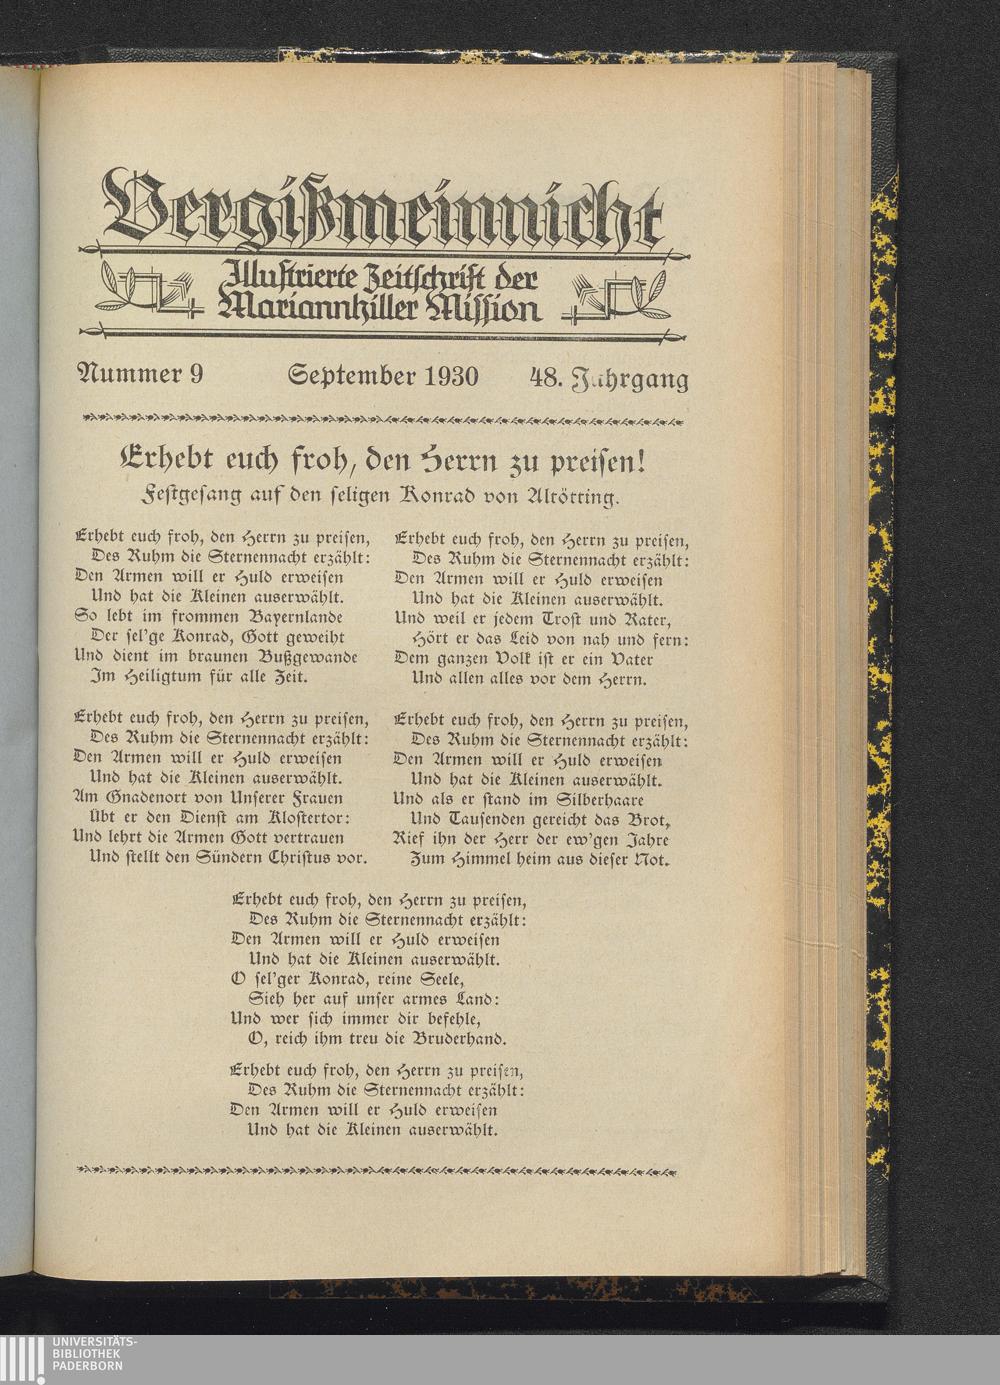 Vergißmeinnicht
Illustrierte Zeitschrift der
Mariannhiller Mission
Nummer 9 September 1930 48. Jahrgang
Erhebt euch froh, den Herrn zu preisen!
Festgesang auf den seligen Konrad von Altötting.
Erhebt euch froh, den Herrn zu preisen,
Des Ruhm die Sternennacht erzählt:
Den Armen will er Huld erweisen
Und hat die Kleinen auserwählt.
So lebt im frommen Bayernlande
Der sel'ge Konrad, Gott geweiht
Und dient im braunen Bußgewande
Im Heiligtum für alle Zeit.
Erhebt euch froh, den Herrn zu preisen,
Des Ruhm die Sternennacht erzählt:
Den Armen will er Huld erweisen
Und hat die Kleinen auserwählt.
Am Gnadenort von Unserer Frauen
Übt er den Dienst am Klostertor:
Und lehrt die Armen Gott vertrauen
Und stellt den Sündern Christus vor.
Erhebt euch froh, den Herrn zu preisen,
Des Ruhm die Sternennacht erzählt:
Den Armen will er Huld erweisen
Und hat die Kleinen auserwählt.
Und weil er jedem Trost und Rater,
Hört er das Leid von nah und fern:
Dem ganzen Volk ist er ein Vater
Und allen alles vor dem Herrn.
Erhebt euch froh, den Herrn zu preisen,
Des Ruhm die Sternennacht erzählt:
Den Armen will er Huld erweisen
Und hat die Kleinen auserwählt.
Und als er stand im Silberhaare
Und Tausenden gereicht das Brot,
Rief ihn der Herr der ew'gen Jahre
Zum Himmel heim aus dieser Not.
Erhebt euch froh, den Herrn zu preisen,
Des Ruhm die Sternennacht erzählt:
Den Armen will er Huld erweisen
Und hat die Kleinen auserwählt.
O sel'ger Konrad, reine Seele,
Sieh her auf unser armes Land:
Und wer sich immer dir befehle,
O, reich ihm treu die Bruderhand.
Erhebt euch froh, den Herrn zu preisen,
Des Ruhm die Sternennacht erzählt:
Den Armen will er Huld erweisen
Und hat die Kleinen auserwählt.
UNIVERSITÄTS-
BIBLIOTHEK
PADERBORN